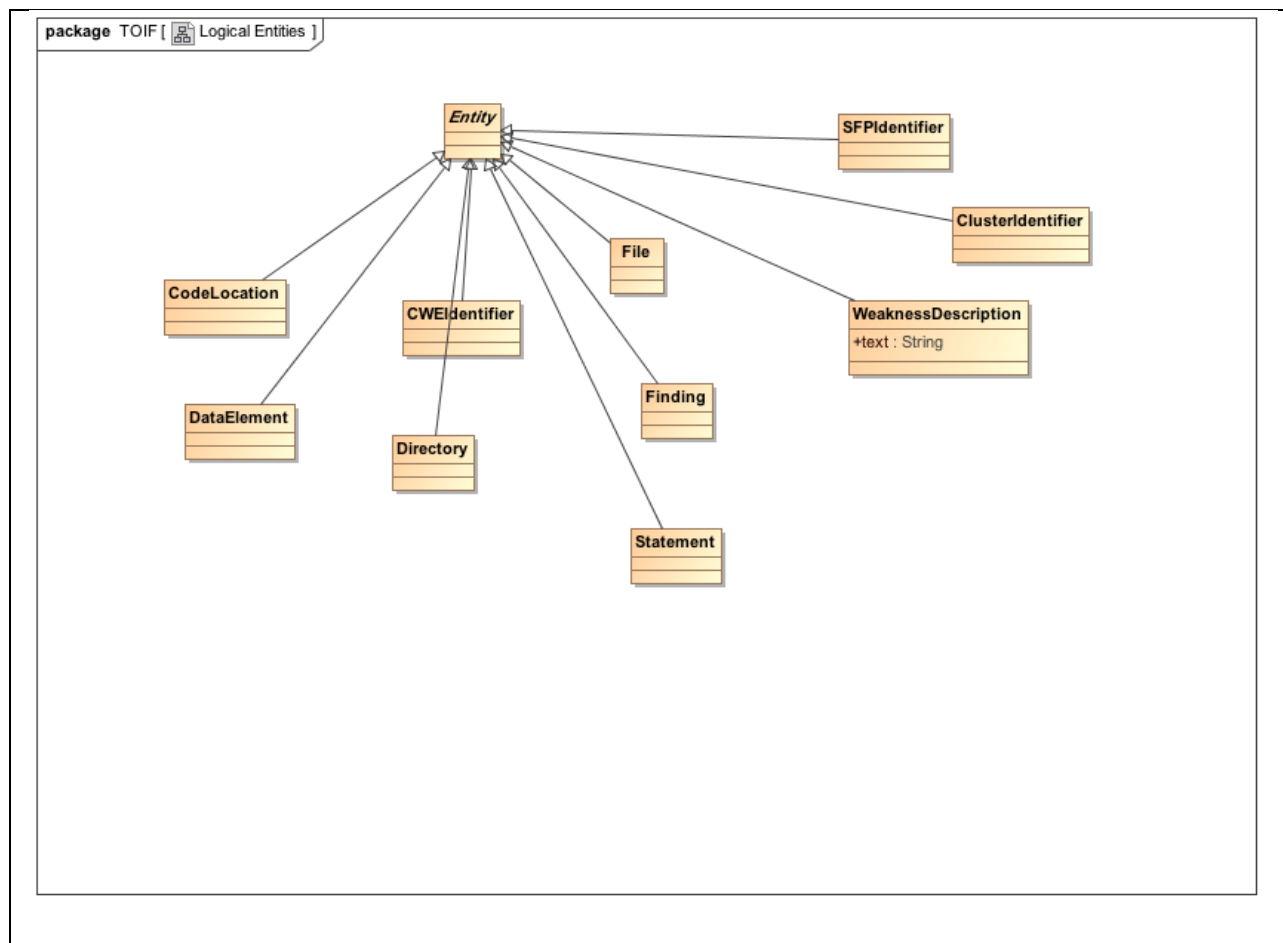 package TOIF [ Logical Entities ]
Entity
SFPIdentifier
ClusterIdentifier
File
CodeLocation
CWEIdentifier
WeaknessDescription
+text : String
Finding
DataElement
Directory
Statement